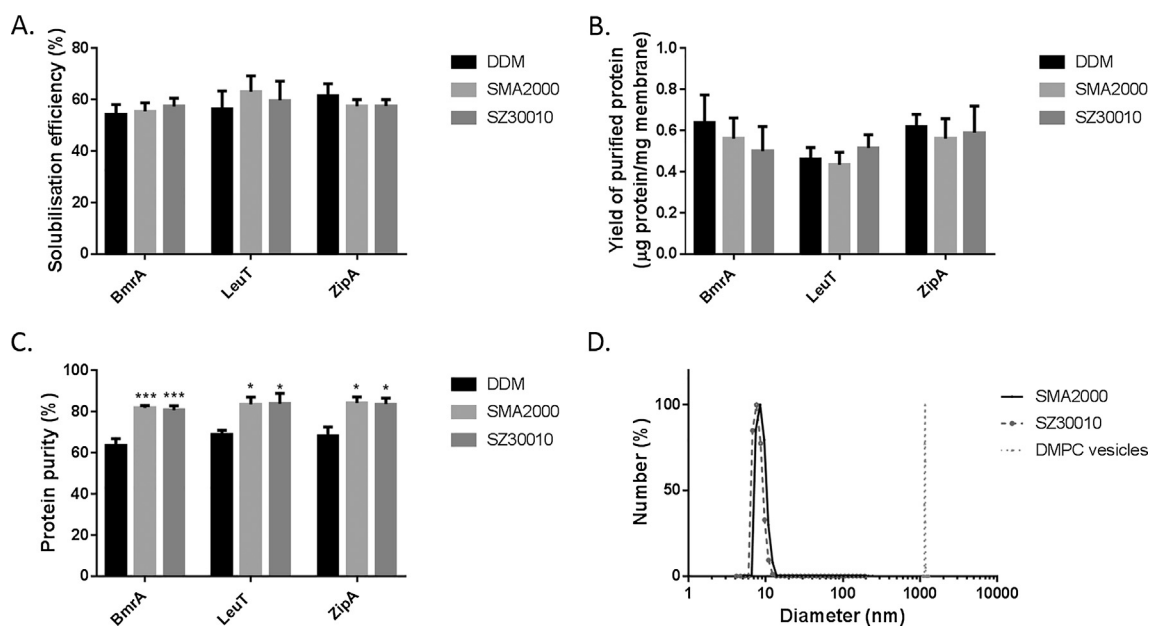 A.
Solubilisation efficiency (%)
80
60
40
20
0
BmrA
LeuT
ZipA
DDM
SMA2000
SZ30010
B.
Yield of purified protein
(μg protein/mg membrane)
1.0
0.8
0.6
0.4
0.2
0.0
BmrA
LeuT
ZipA
DDM
SMA2000
SZ30010
C.
Protein purity (%)
100
80
60
40
20
0
*** ***
* *
* *
BmrA
LeuT
ZipA
DDM
SMA2000
SZ30010
D.
Number (%)
100
50
0
1
10
100
1000
10000
Diameter (nm)
SMA2000
SZ30010
DMPC vesicles